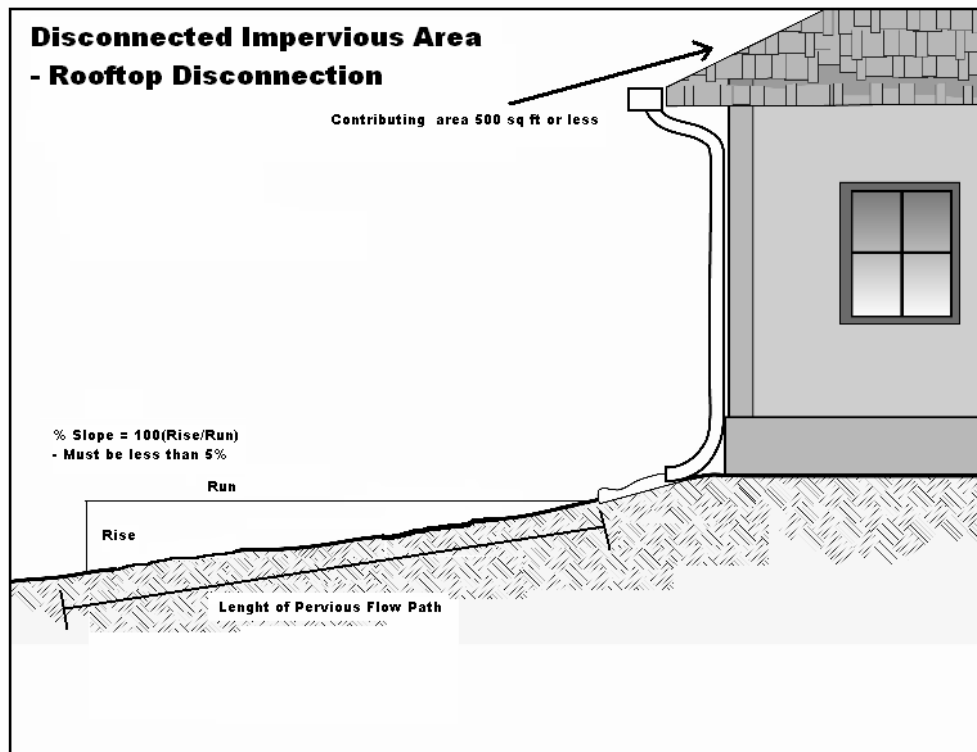 Disconnected Impervious Area
- Rooftop Disconnection
Contributing area 500 sq ft or less
% Slope = 100(Rise/Run)
- Must be less than 5%
Run
Rise
Lenght of Pervious Flow Path